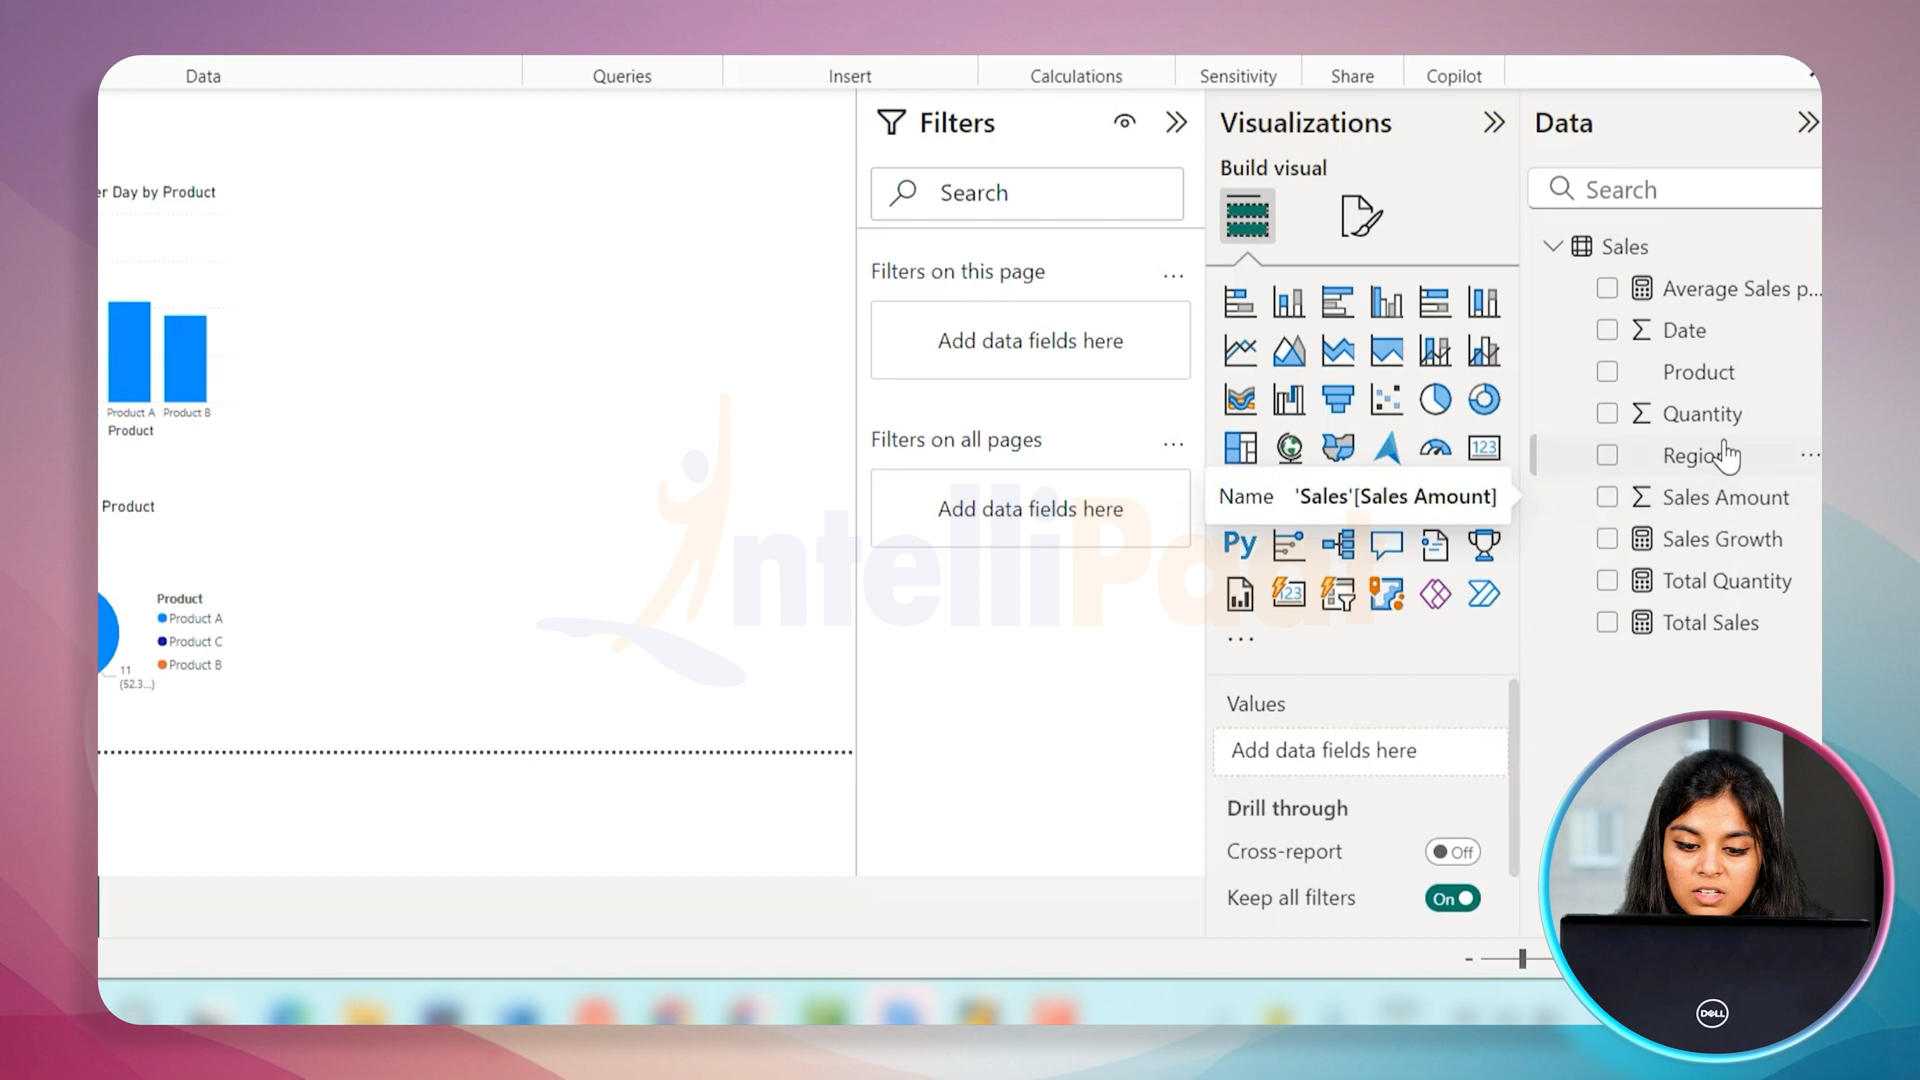 Data
Queries
Insert
Calculations
Sensitivity
Share
Copilot
er Day by Product
Product A
Product B
Product
Product
Product
Product A
Product C
Product B
11
(52.3...)
Filters
Search
Filters on this page
...
Add data fields here
Filters on all pages
...
Add data fields here
Visualizations
Build visual
123
Name 'Sales'[Sales Amount]
Py
123
...
Values
Add data fields here
Drill through
Cross-report
Off
Keep all filters
On
Data
Search
Sales
Average Sales p...
Date
Product
Quantity
Region
...
Sales Amount
Sales Growth
Total Quantity
Total Sales
-
IntelliPaat
DELL